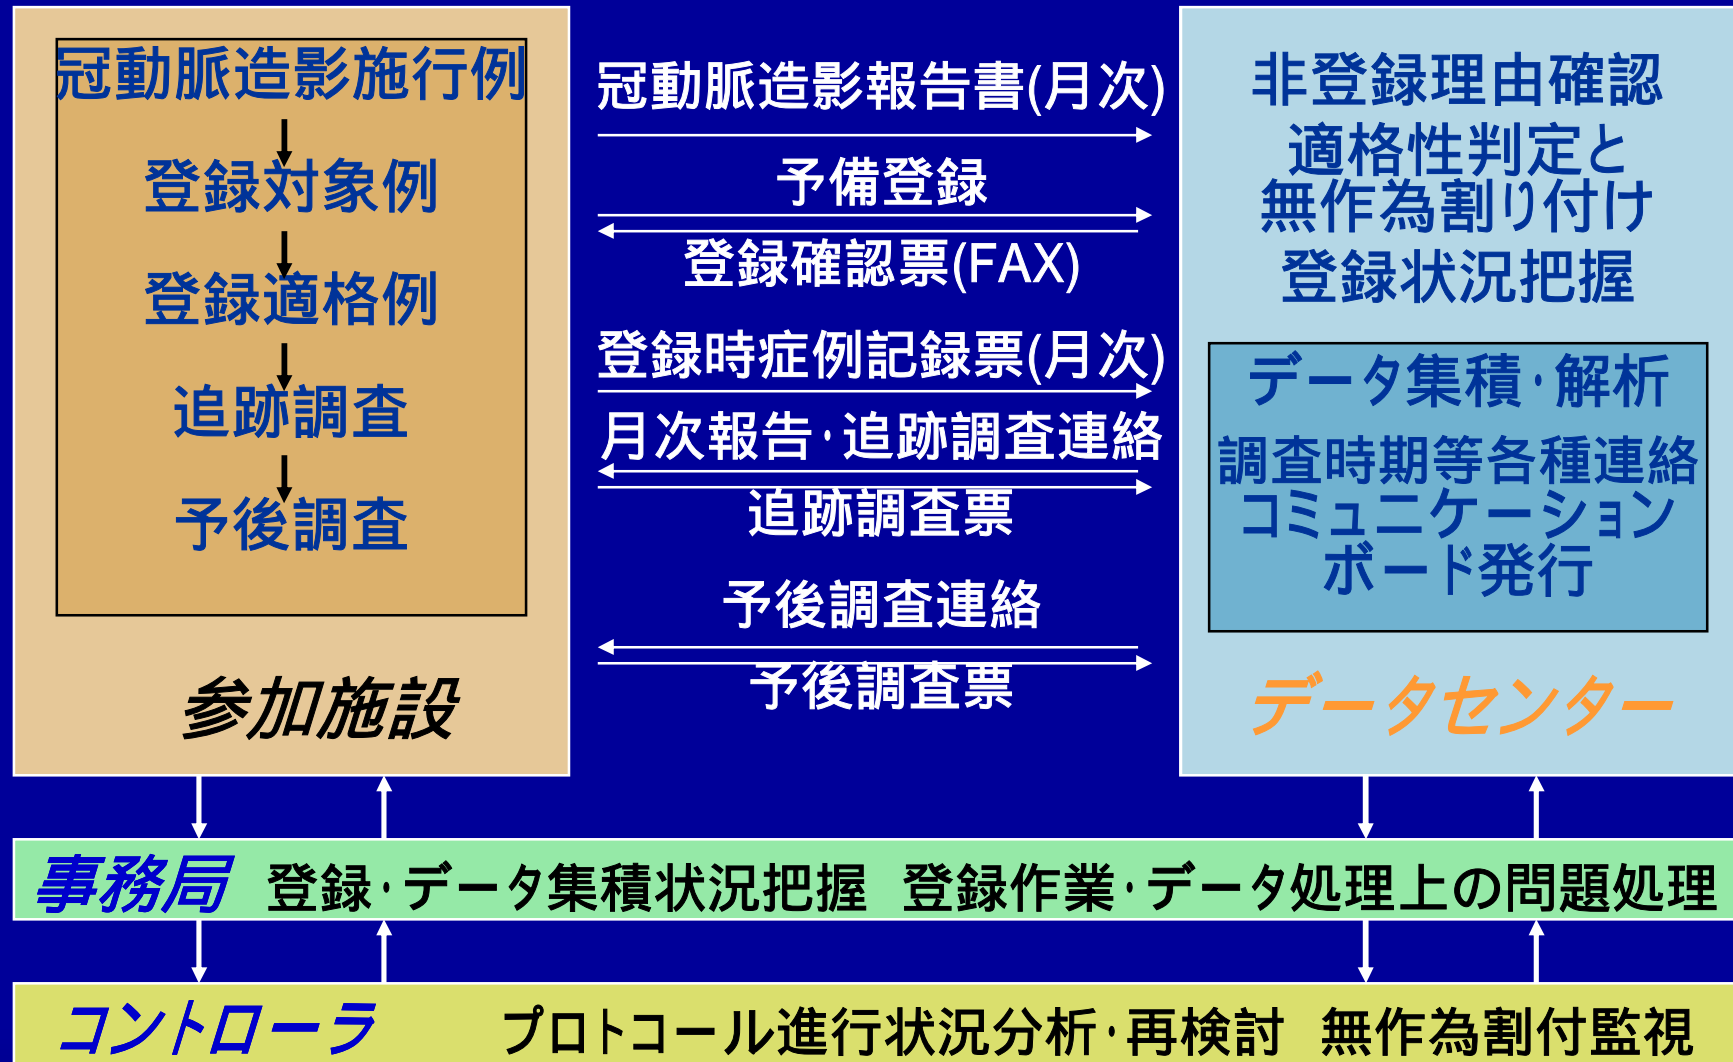 冠動脈造影施行例
登録対象例
登録適格例
追跡調査
予後調査
参加施設
冠動脈造影報告書(月次)
予備登録
登録確認票(FAX)
登録時症例記録票(月次)
月次報告·追跡調査連絡
追跡調査票
予後調査連絡
予後調査票
非登録理由確認
適格性判定と
無作為割り付け
登録状況把握
データ集積·解析
調査時期等各種連絡
コミュニケーション
ボード発行
データセンター
事務局 登録·データ集積状況把握 登録作業·データ処理上の問題処理
コントローラ プロトコール進行状況分析·再検討 無作為割付監視